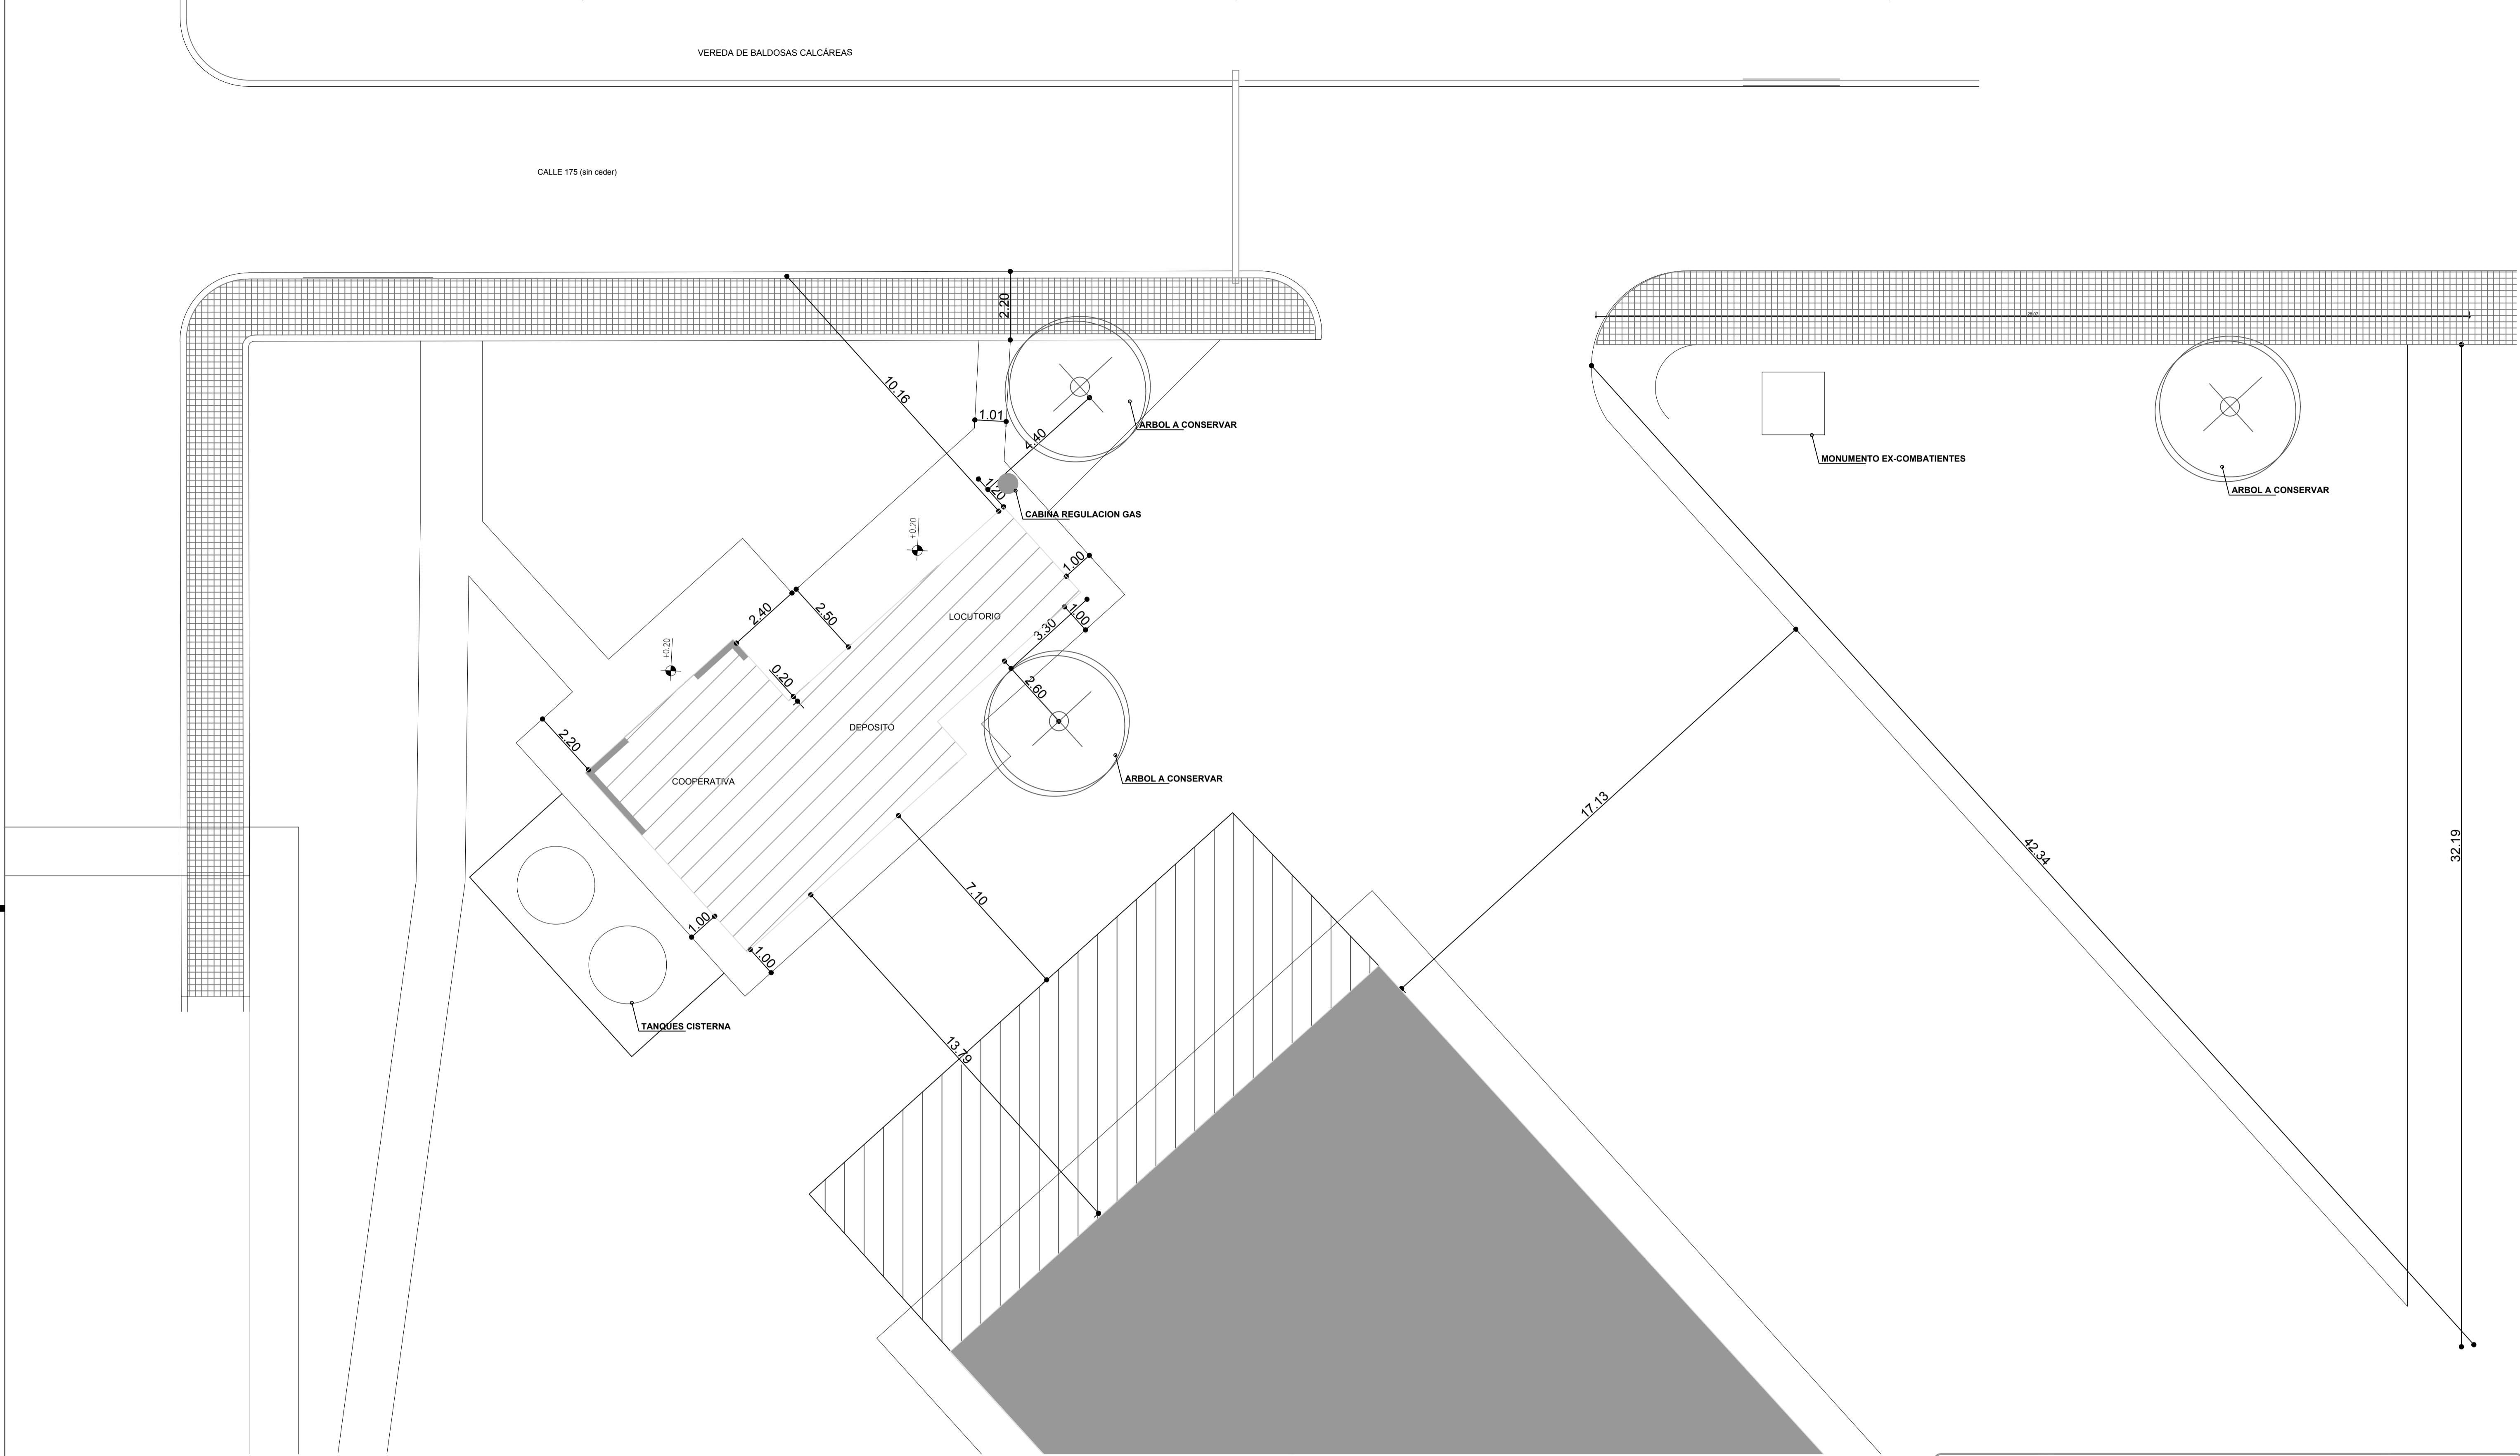 VEREDA DE BALDOSAS CALCÁREAS
CALLE 175 (sin ceder)
2.20
28.07
10.16
1.01
ARBOL A CONSERVAR
4.40
MONUMENTO EX-COMBATIENTES
1.20
ARBOL A CONSERVAR
CABINA REGULACION GAS
+0.20
1.00
2.40
2.50
LOCUTORIO
1.00
3.30
+0.20
0.20
2.60
DEPOSITO
2.20
COOPERATIVA
ARBOL A CONSERVAR
17.13
42.34
32.19
7.10
1.00
1.00
TANQUES CISTERNA
13.79